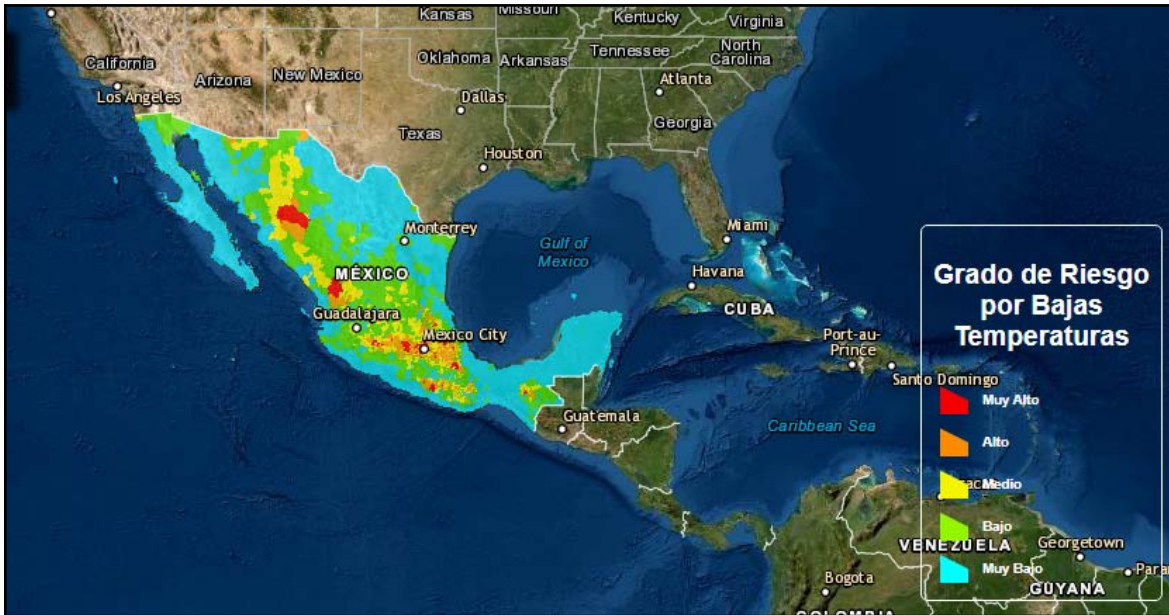 Kansas
Missouri
Kentucky
Virginia
California
Arizona
New Mexico
Oklahoma
Arkansas
Tennessee
North
Carolina
Los Angeles
Dallas
Atlanta
Texas
Georgia
Houston
Monterrey
Gulf of
Mexico
Miami
MÉXICO
Havana
CUBA
Guadalajara
Mexico City
Port-au-
Prince
Santo Domingo
Guatemala
Caribbean Sea
Grado de Riesgo
por Bajas
Temperaturas
Muy Alto
Alto
Medio
Bajo
Muy Bajo
VENEZUELA
Georgetown
GUYANA
Bogota
COLOMBIA